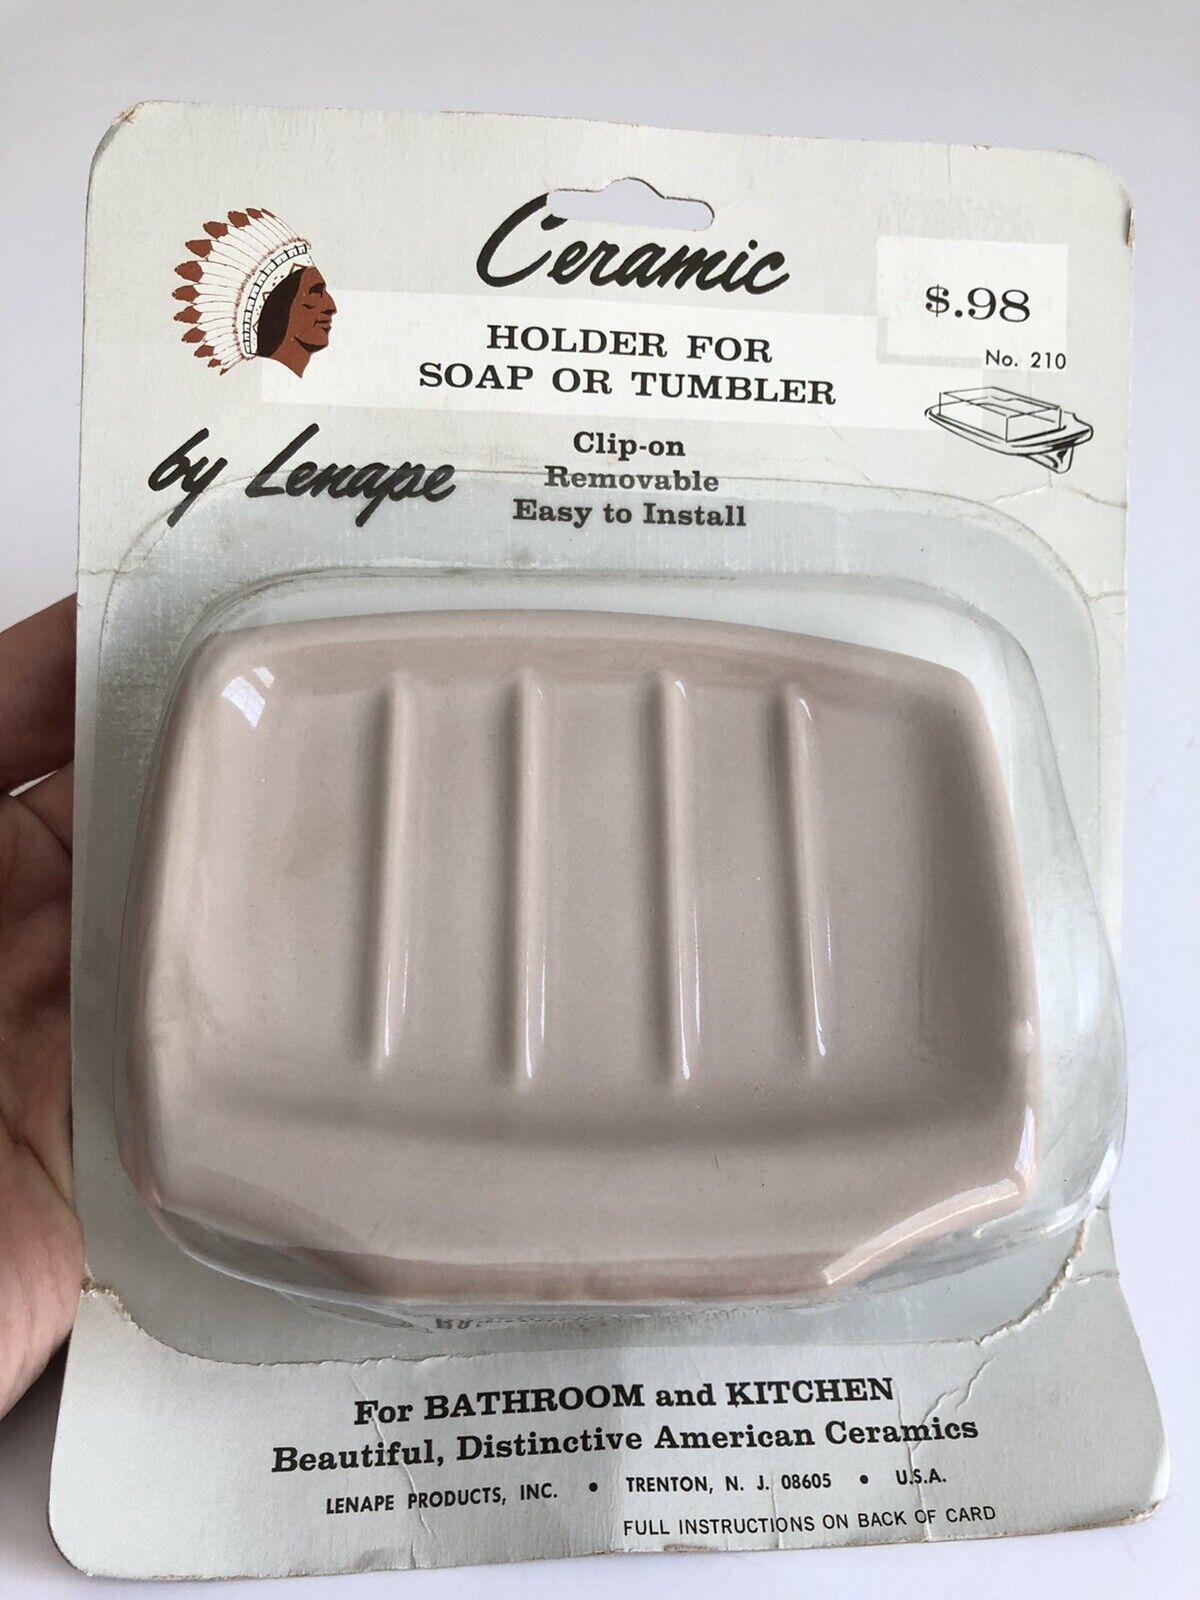 Ceramic
$.98
HOLDER FOR
No. 210
SOAP OR TUMBLER
by Lenape
Clip-on
Removable
Easy to Install
For BATHROOM and KITCHEN
Beautiful, Distinctive American Ceramics
LENAPE PRODUCTS, INC. • TRENTON, N. J. 08605 • U.S.A.
FULL INSTRUCTIONS ON BACK OF CARD